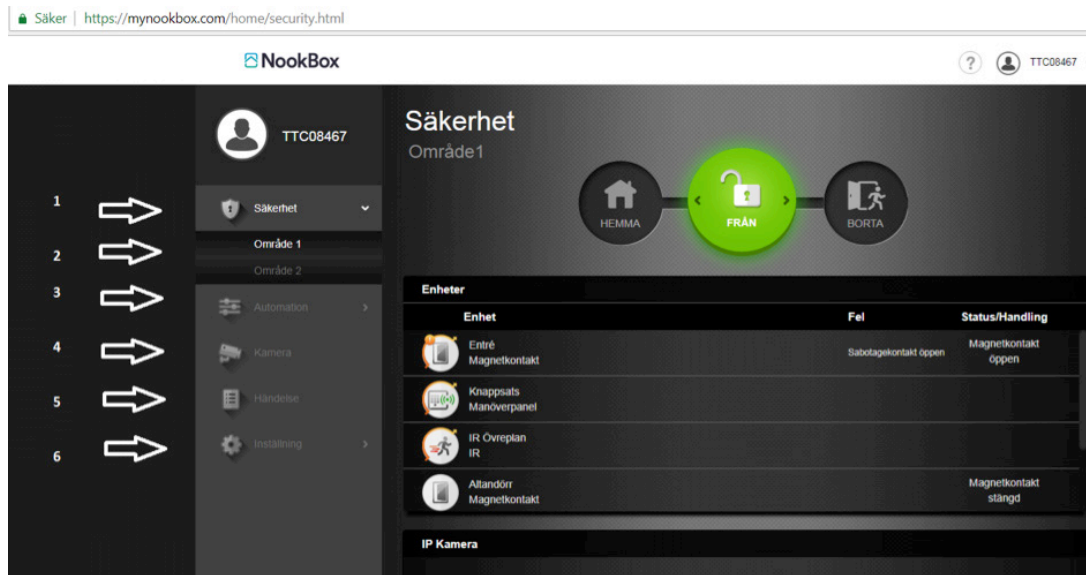 Säker | https://mynookbox.com/home/security.html
NookBox
? TTC08467
TTC08467
Säkerhet
Område1
HEMMA
FRÅN
BORTA
1 Säkerhet
2 Område 1
Område 2
3 Automation
4 Kamera
5 Händelse
6 Inställning
Enheter
Enhet Fel Status/Handling
Entré
Magnetkontakt
Sabotagekontakt öppen
Magnetkontakt
öppen
Knappsats
Manöverpanel
IR Övreplan
IR
Altandörr
Magnetkontakt
Magnetkontakt
stängd
IP Kamera